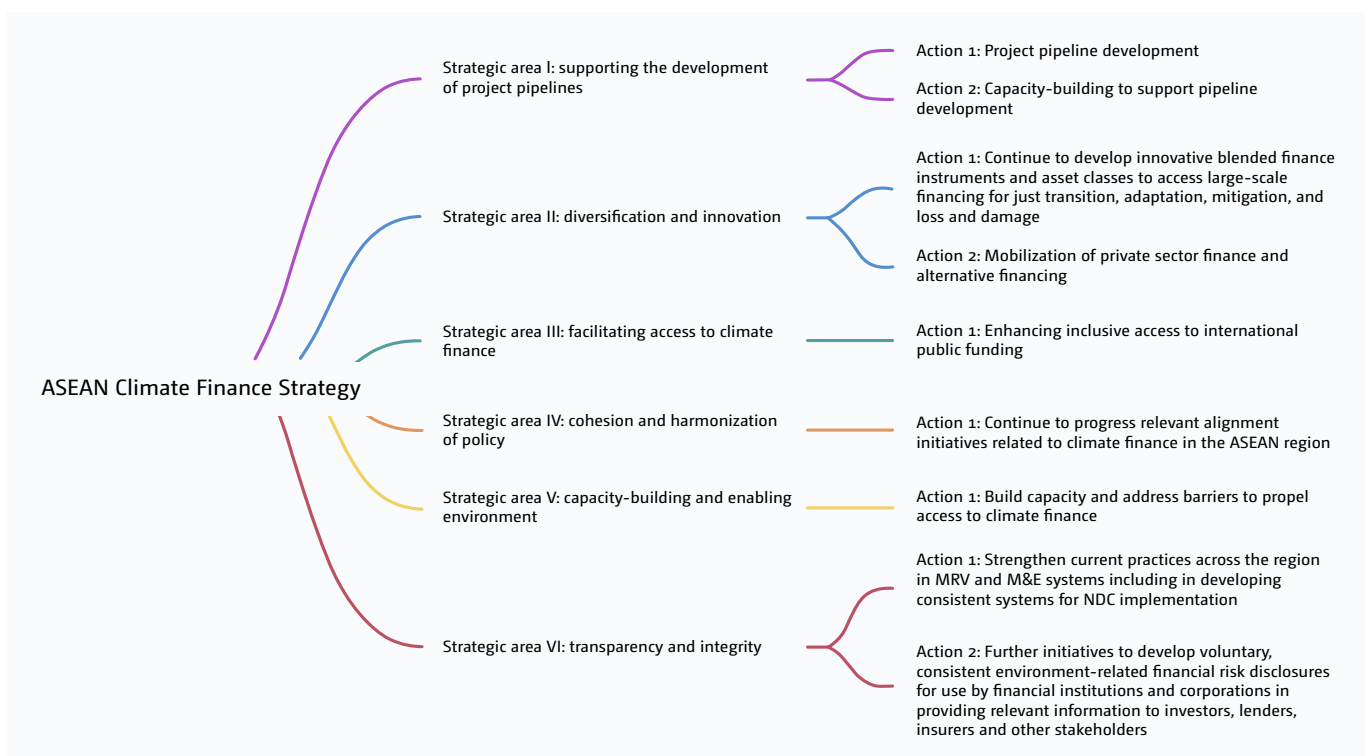 ASEAN Climate Finance Strategy
Strategic area I: supporting the development
of project pipelines
Action 1: Project pipeline development
Action 2: Capacity-building to support pipeline
development
Strategic area II: diversification and innovation
Action 1: Continue to develop innovative blended finance
instruments and asset classes to access large-scale
financing for just transition, adaptation, mitigation, and
loss and damage
Action 2: Mobilization of private sector finance and
alternative financing
Strategic area III: facilitating access to climate
finance
Action 1: Enhancing inclusive access to international
public funding
Strategic area IV: cohesion and harmonization
of policy
Action 1: Continue to progress relevant alignment
initiatives related to climate finance in the ASEAN region
Strategic area V: capacity-building and enabling
environment
Action 1: Build capacity and address barriers to propel
access to climate finance
Strategic area VI: transparency and integrity
Action 1: Strengthen current practices across the region
in MRV and M&E systems including in developing
consistent systems for NDC implementation
Action 2: Further initiatives to develop voluntary,
consistent environment-related financial risk disclosures
for use by financial institutions and corporations in
providing relevant information to investors, lenders,
insurers and other stakeholders